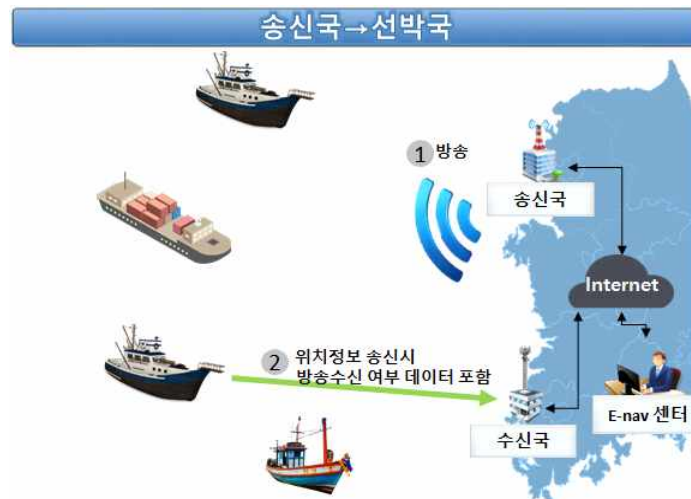 송신국→선박국
1 방송
송신국
Internet
2 위치정보 송신시
방송수신 여부 데이터 포함
수신국
E-nav 센터